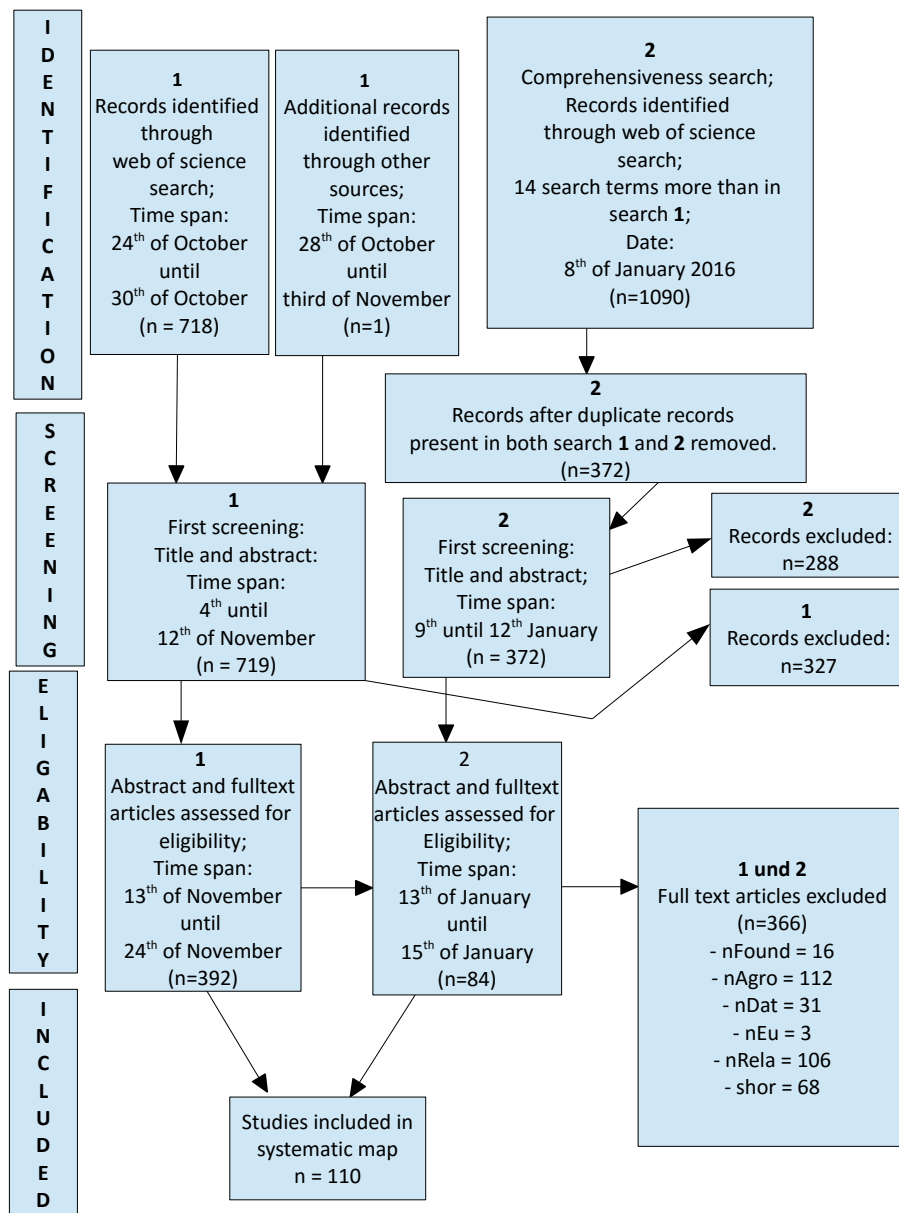 IDENTIFICATION
1
Records identified
through
web of science
search;
Time span:
24th of October
until
30th of October
(n = 718)
1
Additional records
identified
through other
sources;
Time span:
28th of October
until
third of November
(n=1)
2
Comprehensiveness search;
Records identified
through web of science
search;
14 search terms more than in
search 1;
Date:
8th of January 2016
(n=1090)
SCREENING
2
Records after duplicate records
present in both search 1 and 2 removed.
(n=372)
1
First screening:
Title and abstract:
Time span:
4th until
12th of November
(n = 719)
2
First screening:
Title and abstract;
Time span:
9th until 12th January
(n = 372)
2
Records excluded:
n=288
1
Records excluded:
n=327
ELIGABILITY
1
Abstract and fulltext
articles assessed for
eligibility;
Time span:
13th of November
until
24th of November
(n=392)
2
Abstract and fulltext
articles assessed for
Eligibility;
Time span:
13th of January
until
15th of January
(n=84)
1 und 2
Full text articles excluded
(n=366)
- nFound = 16
- nAgro = 112
- nDat = 31
- nEu = 3
- nRela = 106
- shor = 68
INCLUDED
Studies included in
systematic map
n = 110